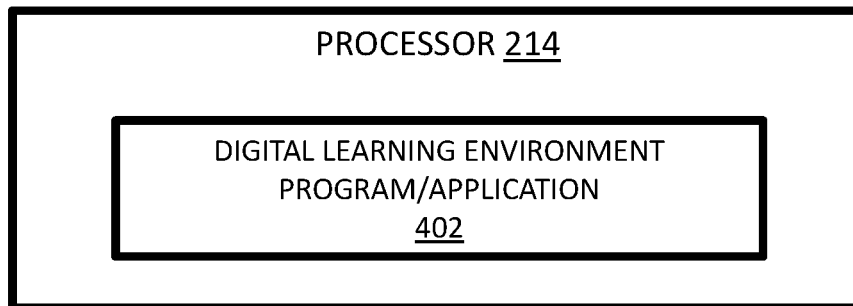 PROCESSOR 214
DIGITAL LEARNING ENVIRONMENT
PROGRAM/APPLICATION
402